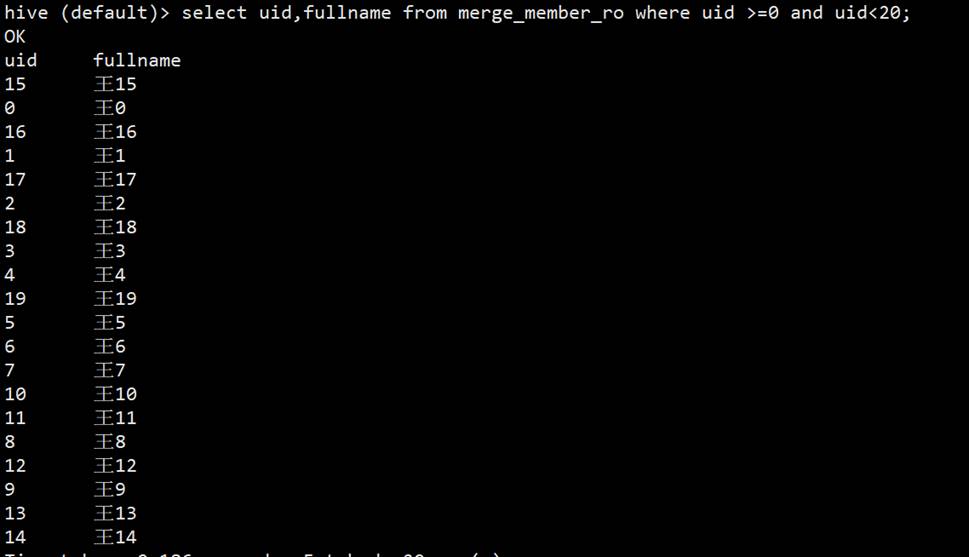 hive (default)> select uid,fullname from merge_member_ro where uid >=0 and uid<20;
OK
uid	fullname
15	王15
0	王0
16	王16
1	王1
17	王17
2	王2
18	王18
3	王3
4	王4
19	王19
5	王5
6	王6
7	王7
10	王10
11	王11
8	王8
12	王12
9	王9
13	王13
14	王14